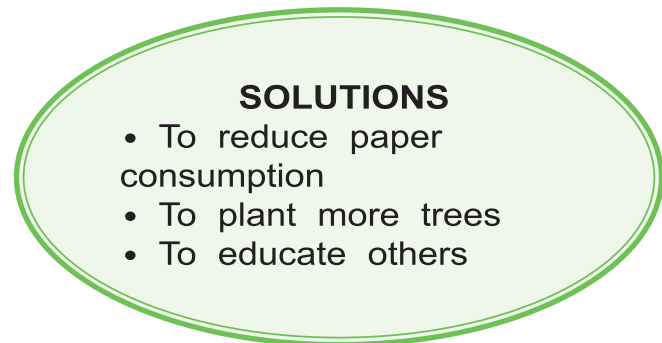 SOLUTIONS
• To reduce paper
consumption
• To plant more trees
• To educate others